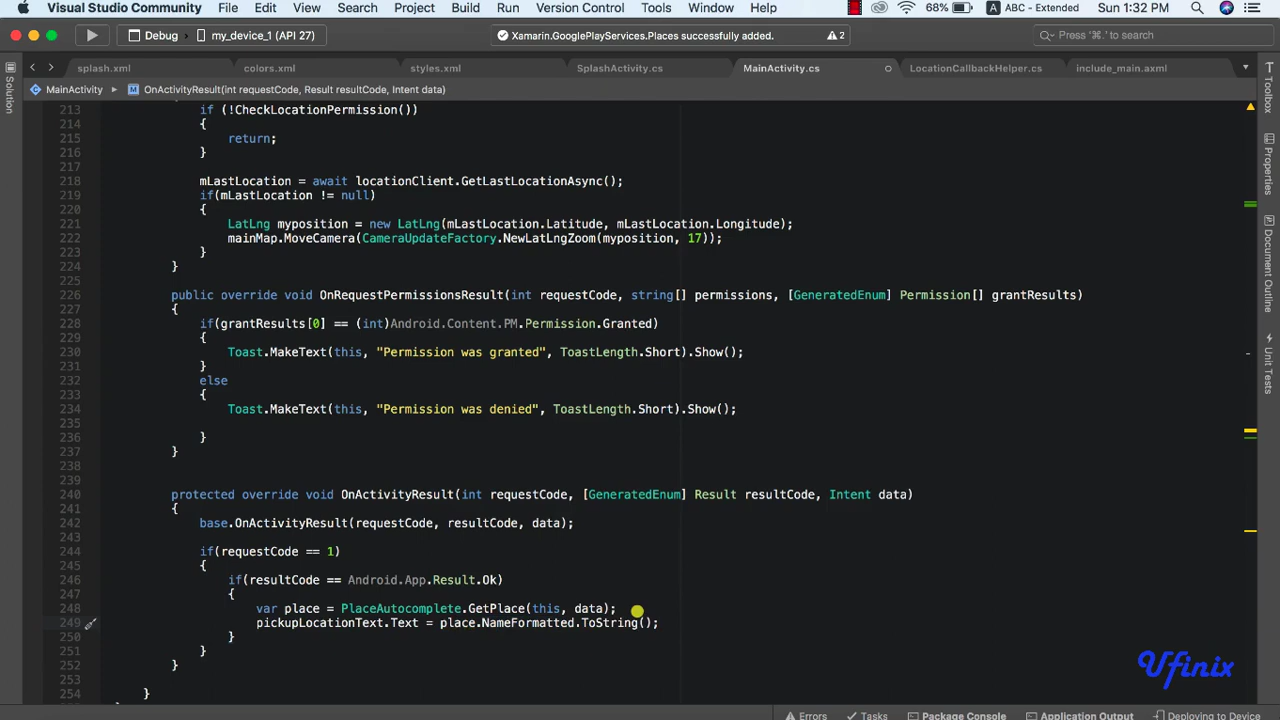 Visual Studio Community File Edit View Search Project Build Run Version Control Tools Window Help 68% A ABC - Extended Sun 1:32 PM
Debug my_device_1 (API 27) Xamarin.GooglePlayServices.Places successfully added. 2 Press '⌘.' to search
splash.xml colors.xml styles.xml SplashActivity.cs MainActivity.cs LocationCallbackHelper.cs include_main.axml
MainActivity OnActivityResult(int requestCode, Result resultCode, Intent data)
Solution
Toolbox
Properties
Document Outline
Unit Tests
213 if (!CheckLocationPermission())
214 {
215 return;
216 }
217
218 mLastLocation = await locationClient.GetLastLocationAsync();
219 if(mLastLocation != null)
220 {
221 LatLng myposition = new LatLng(mLastLocation.Latitude, mLastLocation.Longitude);
222 mainMap.MoveCamera(CameraUpdateFactory.NewLatLngZoom(myposition, 17));
223 }
224 }
225
226 public override void OnRequestPermissionsResult(int requestCode, string[] permissions, [GeneratedEnum] Permission[] grantResults)
227 {
228 if(grantResults[0] == (int)Android.Content.PM.Permission.Granted)
229 {
230 Toast.MakeText(this, "Permission was granted", ToastLength.Short).Show();
231 }
232 else
233 {
234 Toast.MakeText(this, "Permission was denied", ToastLength.Short).Show();
235
236 }
237 }
238
239
240 protected override void OnActivityResult(int requestCode, [GeneratedEnum] Result resultCode, Intent data)
241 {
242 base.OnActivityResult(requestCode, resultCode, data);
243
244 if(requestCode == 1)
245 {
246 if(resultCode == Android.App.Result.Ok)
247 {
248 var place = PlaceAutocomplete.GetPlace(this, data);
249 pickupLocationText.Text = place.NameFormatted.ToString();
250 }
251 }
252 }
253
254 }
Ufinix
Errors Tasks Package Console Application Output Deploying to Device